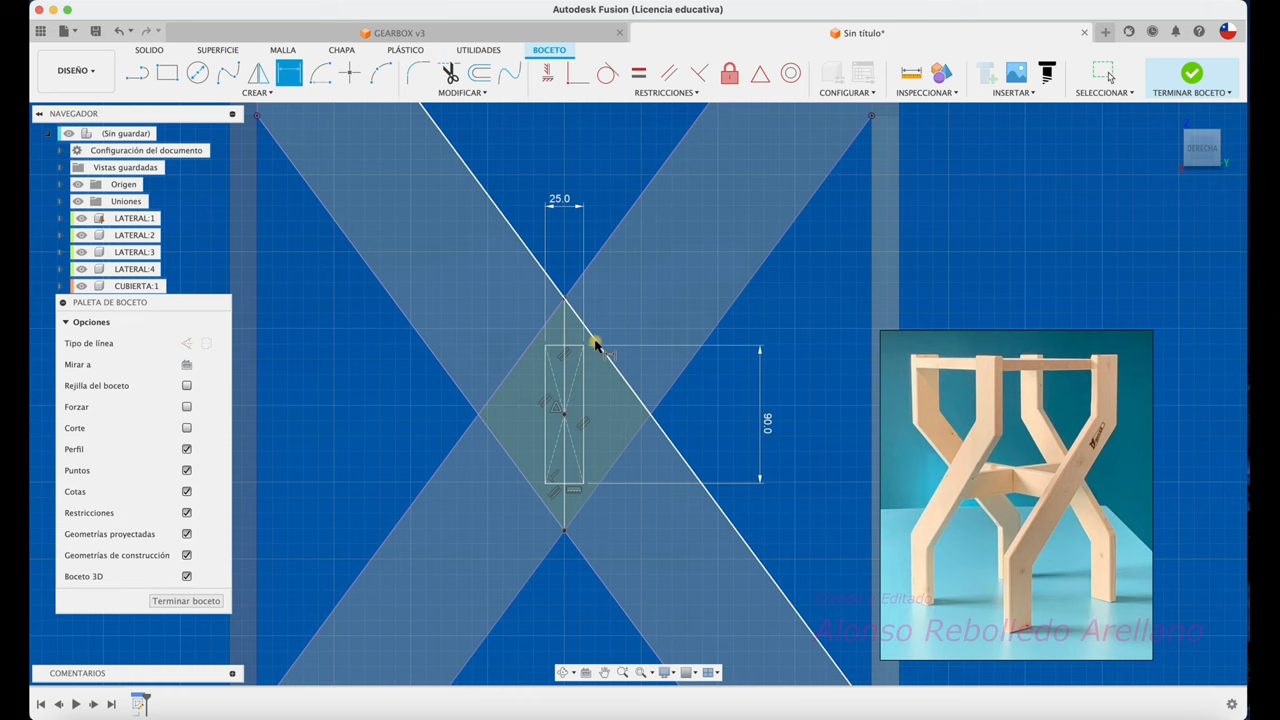 Autodesk Fusion (Licencia educativa)
GEARBOX v3
Sin título*
DISEÑO
SÓLIDO
SUPERFICIE
MALLA
CHAPA
PLÁSTICO
UTILIDADES
BOCETO
CREAR
MODIFICAR
RESTRICCIONES
CONFIGURAR
INSPECCIONAR
INSERTAR
SELECCIONAR
TERMINAR BOCETO
NAVEGADOR
(Sin guardar)
Configuración del documento
Vistas guardadas
Origen
Uniones
LATERAL:1
LATERAL:2
LATERAL:3
LATERAL:4
CUBIERTA:1
PALETA DE BOCETO
Opciones
Tipo de línea
Mirar a
Rejilla del boceto
Forzar
Corte
Perfil
Puntos
Cotas
Restricciones
Geometrías proyectadas
Geometrías de construcción
Boceto 3D
Terminar boceto
25.0
90.0
DERECHA
Z
Y
Alonso Rebolledo Arellano
COMENTARIOS